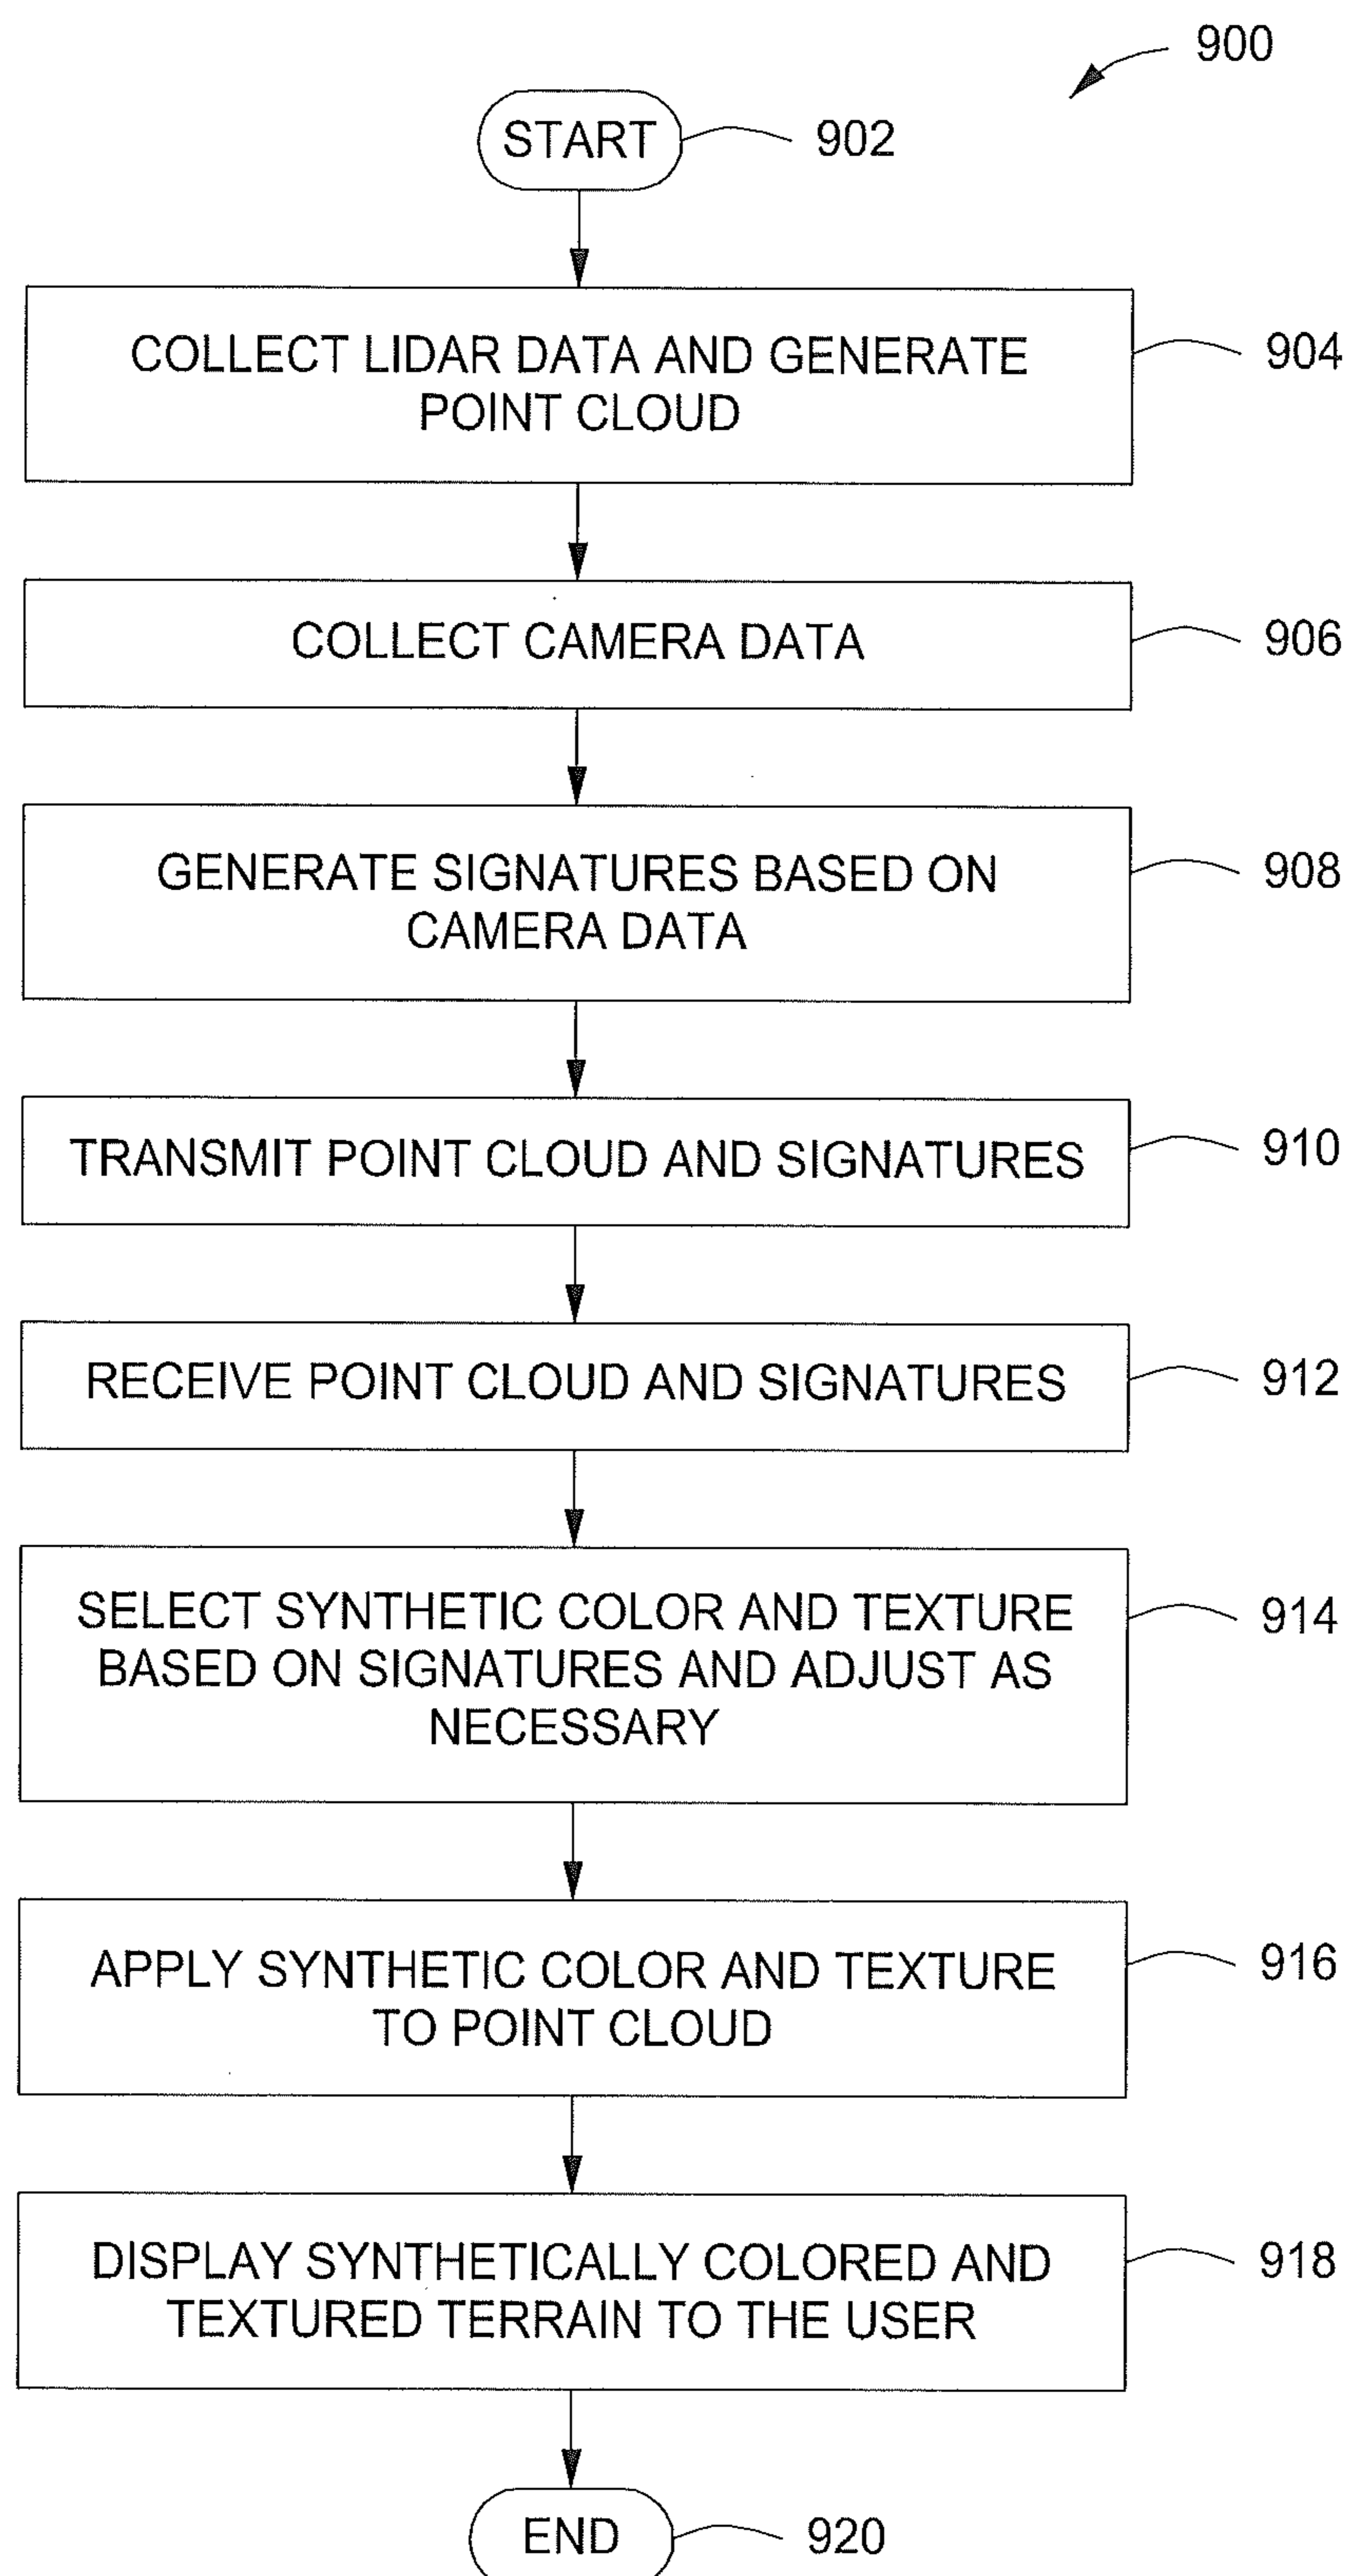 900
START
902
COLLECT LIDAR DATA AND GENERATE
POINT CLOUD
904
COLLECT CAMERA DATA
906
GENERATE SIGNATURES BASED ON
CAMERA DATA
908
TRANSMIT POINT CLOUD AND SIGNATURES
910
RECEIVE POINT CLOUD AND SIGNATURES
912
SELECT SYNTHETIC COLOR AND TEXTURE
BASED ON SIGNATURES AND ADJUST AS
NECESSARY
914
APPLY SYNTHETIC COLOR AND TEXTURE
TO POINT CLOUD
916
DISPLAY SYNTHETICALLY COLORED AND
TEXTURED TERRAIN TO THE USER
918
END
920